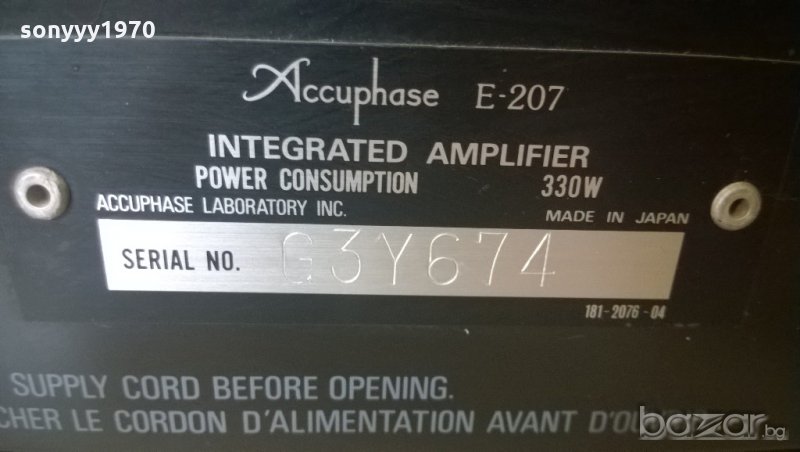 sonyyy1970
Accuphase E-207
INTEGRATED AMPLIFIER
POWER CONSUMPTION 330W
ACCUPHASE LABORATORY INC. MADE IN JAPAN
SERIAL NO. G3Y674
181-2076-04
SUPPLY CORD BEFORE OPENING.
CHER LE CORDON D'ALIMENTATION AVANT
bazar.bg